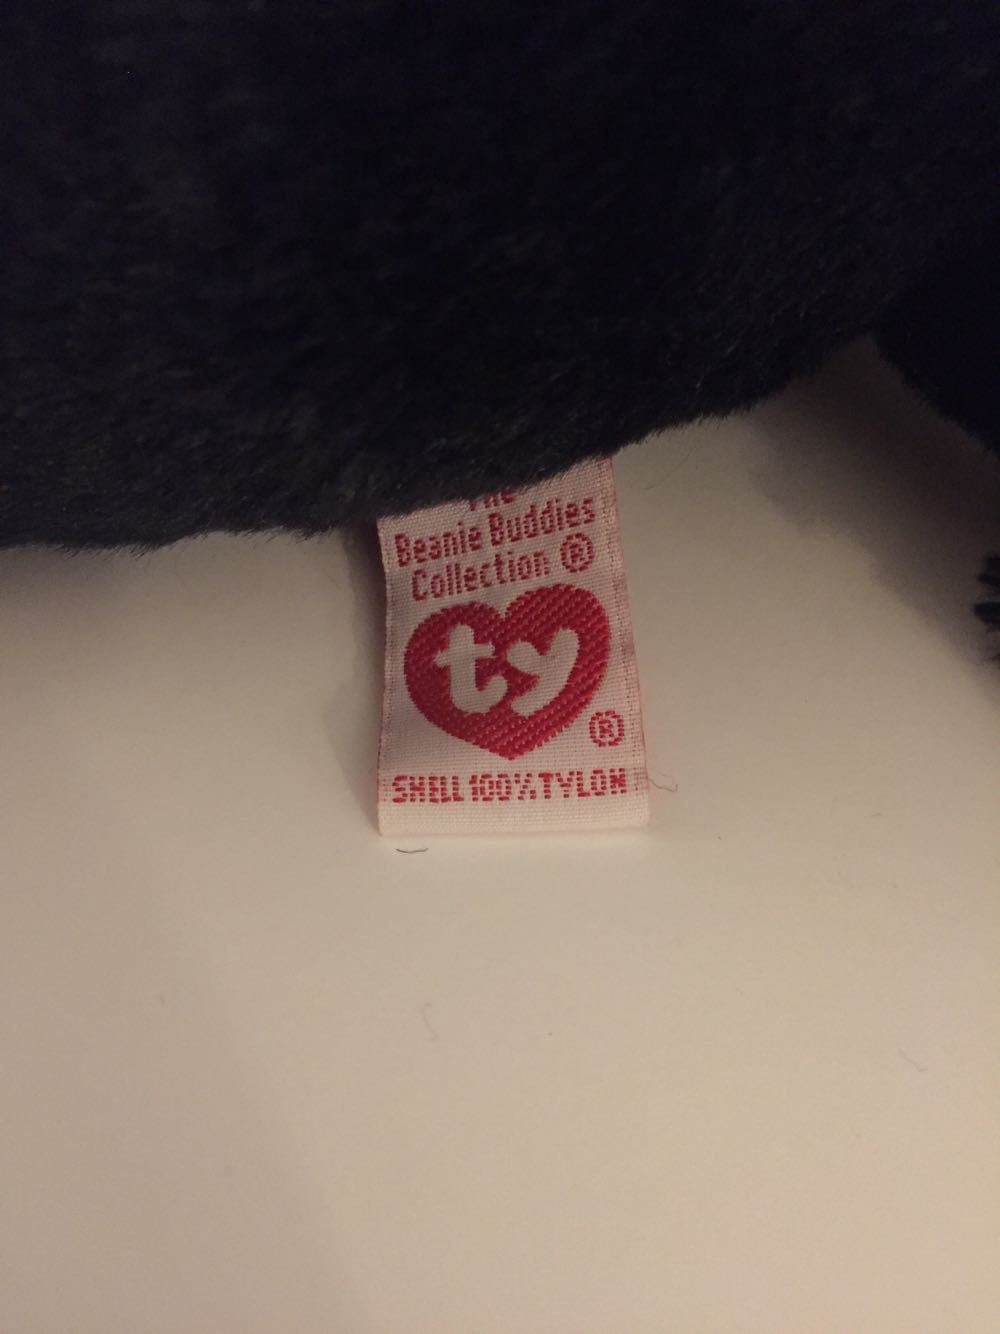 The
Beanie Buddies
Collection ®
ty
®
SHELL 100% TYLON